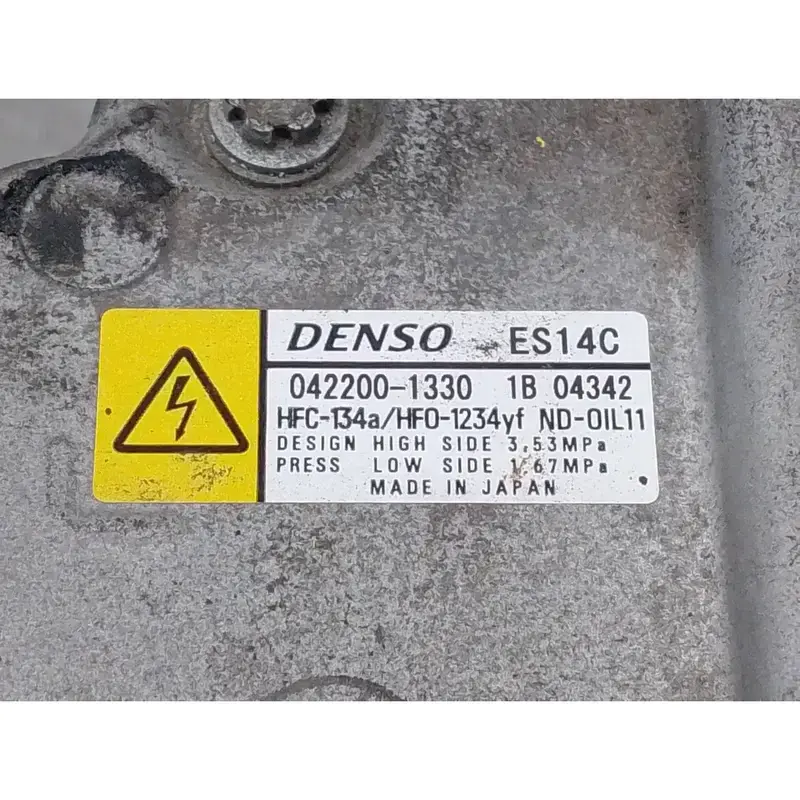 DENSO ES14C
042200-1330 1B 04342
HFC-134a/HFO-1234yf ND-OIL11
DESIGN HIGH SIDE 3.53MPa
PRESS LOW SIDE 1.67MPa
MADE IN JAPAN